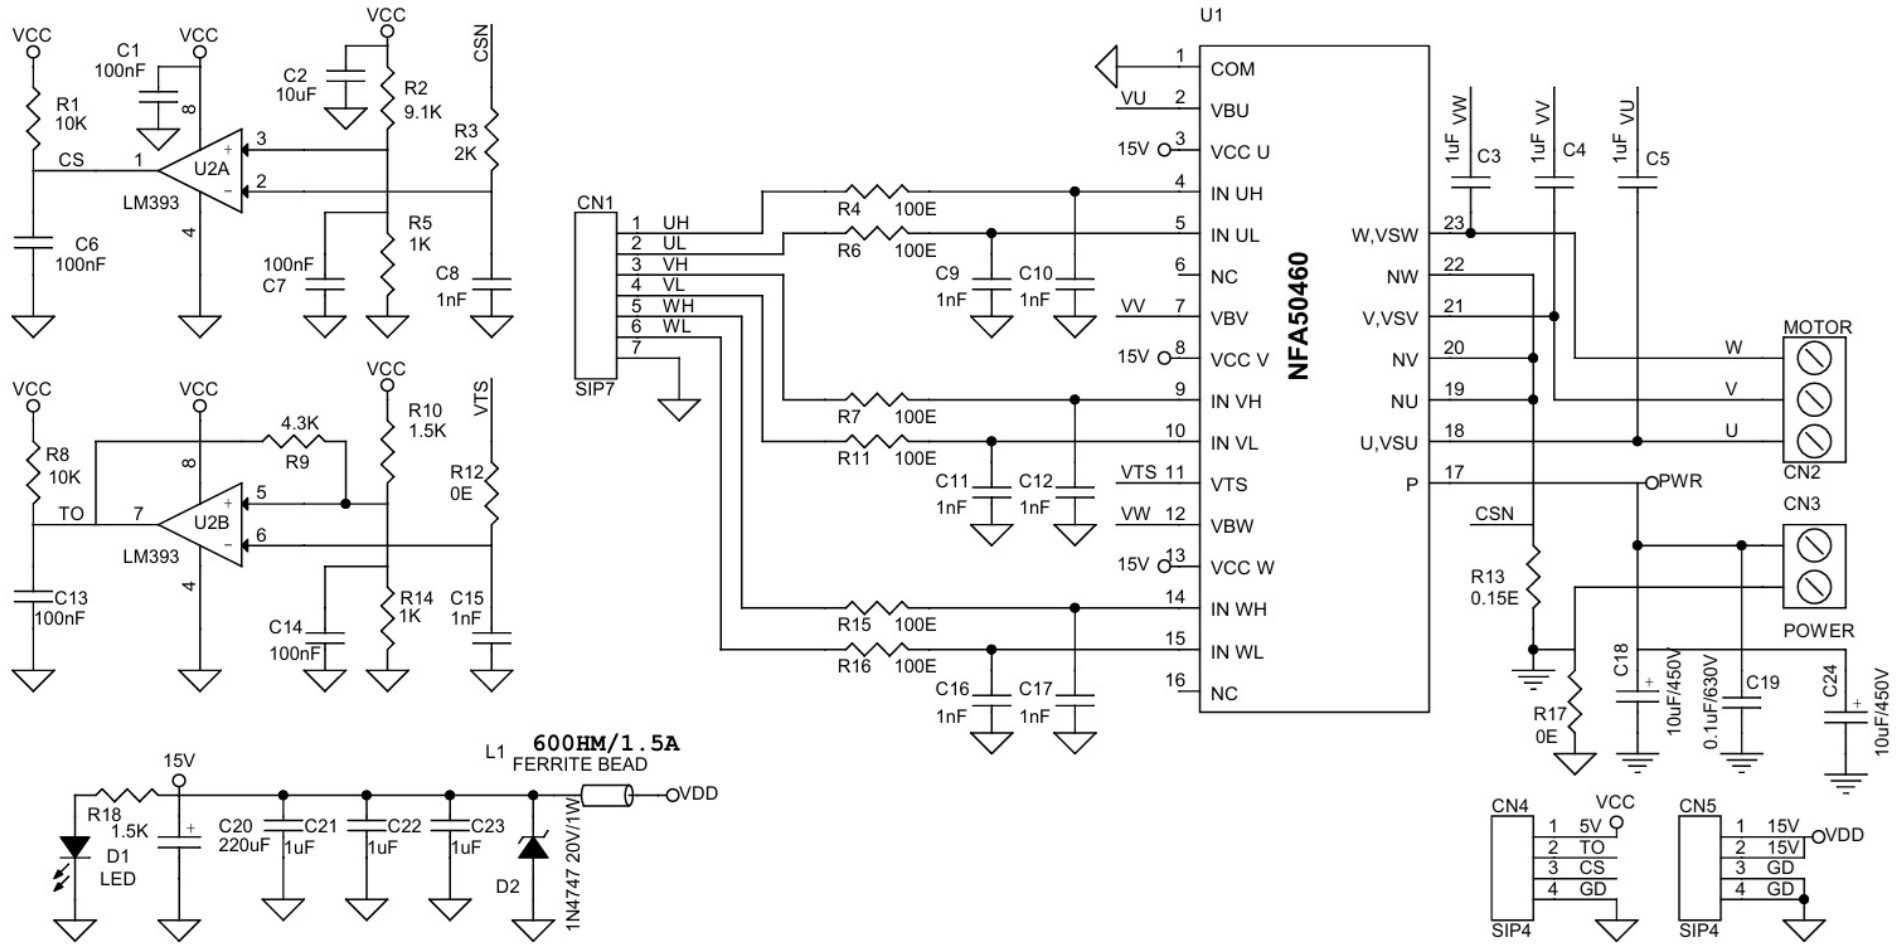 VCC
R1
10K
CS
C6
100nF
VCC
C1
100nF
8
1
U2A
+
−
3
2
LM393
4
VCC
C2
10uF
R2
9.1K
CSN
R3
2K
R5
1K
100nF
C7
C8
1nF
VCC
R8
10K
TO
C13
100nF
VCC
8
4.3K
R9
7
U2B
+
−
5
6
LM393
4
VCC
R10
1.5K
VTS
R12
0E
R14
1K
C14
100nF
C15
1nF
15V
R18
1.5K
+
D1
LED
C20
220uF
C21
1uF
C22
1uF
C23
1uF
D2
1N4747 20V/1W
L1
600HM/1.5A
FERRITE BEAD
VDD
CN1
1 UH
2 UL
3 VH
4 VL
5 WH
6 WL
7
SIP7
R4 100E
R6 100E
C9
1nF
C10
1nF
R7 100E
R11 100E
C11
1nF
C12
1nF
R15 100E
R16 100E
C16
1nF
C17
1nF
U1
NFA50460
1 COM
VU 2 VBU
15V 3 VCC U
4 IN UH
5 IN UL
6 NC
VV 7 VBV
15V 8 VCC V
9 IN VH
10 IN VL
VTS 11 VTS
VW 12 VBW
15V 13 VCC W
14 IN WH
15 IN WL
16 NC
W,VSW 23
NW 22
V,VSV 21
NV 20
NU 19
U,VSU 18
P 17
1uF VW
C3
1uF VV
C4
1uF VU
C5
MOTOR
W
V
U
CN2
PWR
CN3
POWER
CSN
R13
0.15E
R17
0E
C18
+
10uF/450V
0.1uF/630V
C19
C24
+
10uF/450V
CN4
VCC
1 5V
2 TO
3 CS
4 GD
SIP4
CN5
1 15V
VDD
2 15V
3 GD
4 GD
SIP4